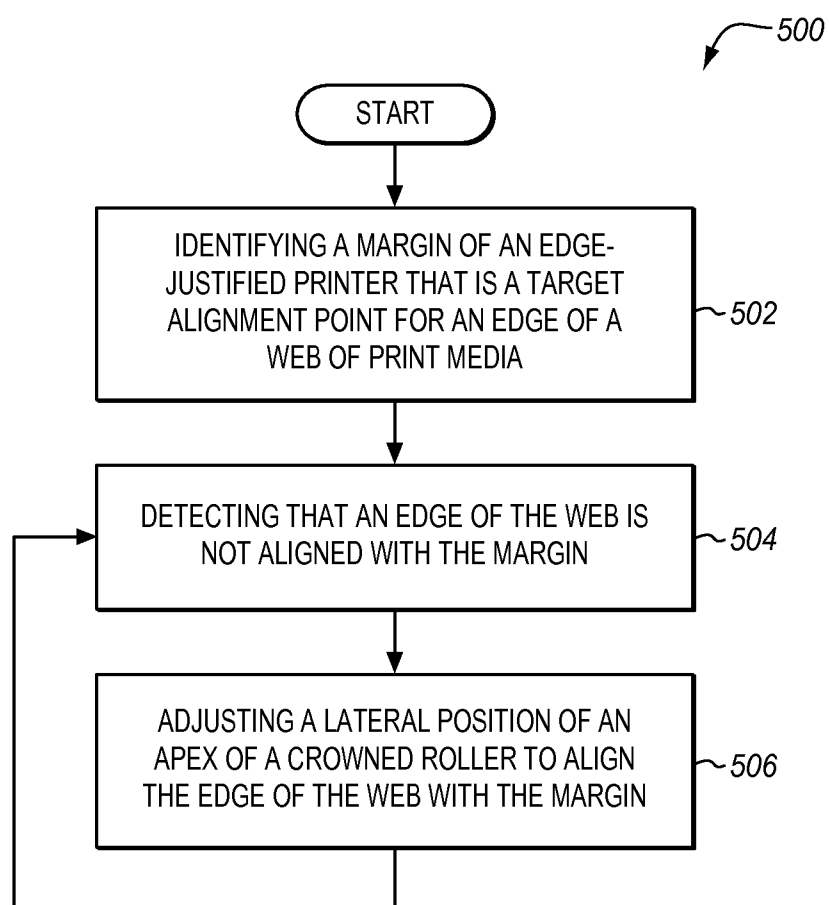 500
START
IDENTIFYING A MARGIN OF AN EDGE-
JUSTIFIED PRINTER THAT IS A TARGET
ALIGNMENT POINT FOR AN EDGE OF A
WEB OF PRINT MEDIA
502
DETECTING THAT AN EDGE OF THE WEB IS
NOT ALIGNED WITH THE MARGIN
504
ADJUSTING A LATERAL POSITION OF AN
APEX OF A CROWNED ROLLER TO ALIGN
THE EDGE OF THE WEB WITH THE MARGIN
506